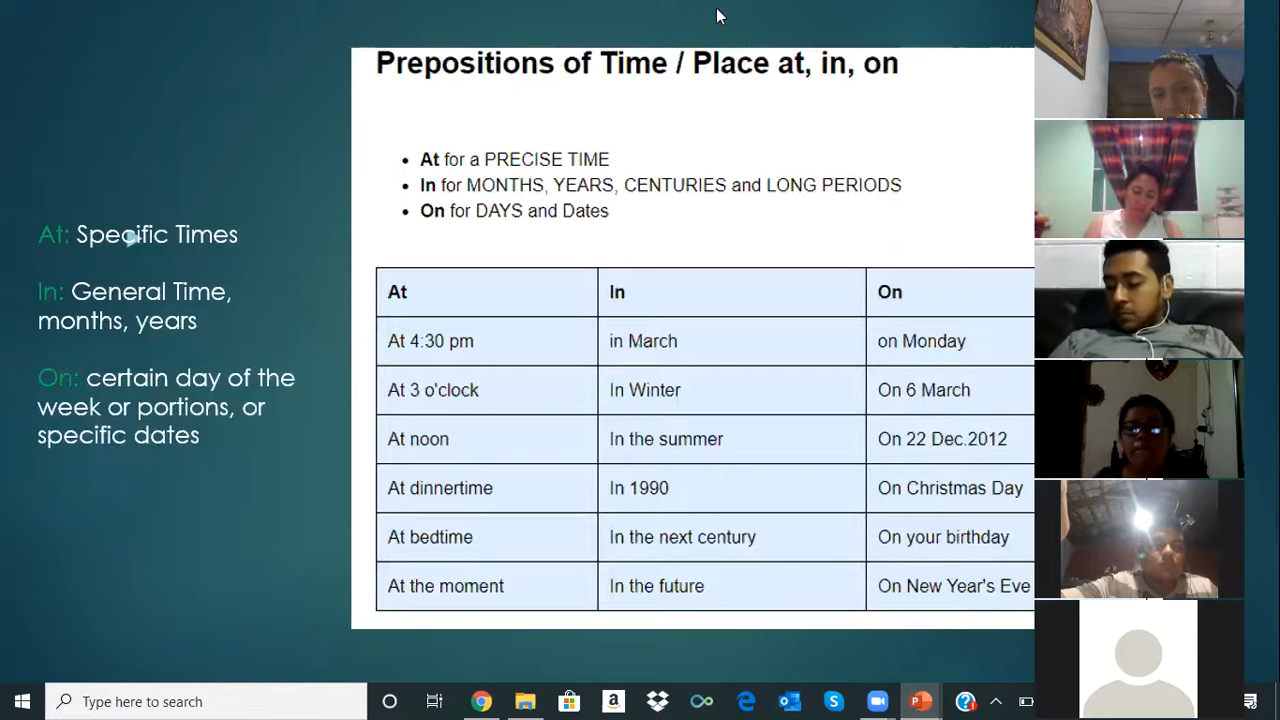 Prepositions of Time / Place at, in, on
• At for a PRECISE TIME
• In for MONTHS, YEARS, CENTURIES and LONG PERIODS
• On for DAYS and Dates
At: Specific Times
In: General Time,
months, years
On: certain day of the
week or portions, or
specific dates
At In On
At 4:30 pm in March on Monday
At 3 o'clock In Winter On 6 March
At noon In the summer On 22 Dec.2012
At dinnertime In 1990 On Christmas Day
At bedtime In the next century On your birthday
At the moment In the future On New Year's Eve
Type here to search